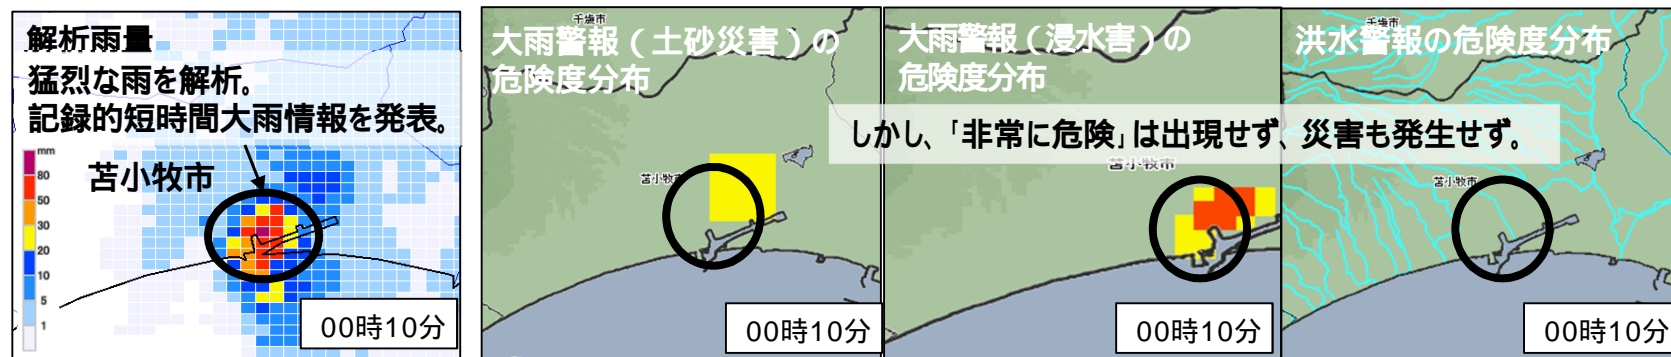 解析雨量
猛烈な雨を解析。
記録的短時間大雨情報を発表。
苫小牧市
mm
80
50
30
20
10
5
1
00時10分
千歳市
大雨警報（土砂災害）の
危険度分布
苫小牧市
00時10分
大雨警報（浸水害）の
危険度分布
苫小牧市
00時10分
千歳市
洪水警報の危険度分布
苫小牧市
00時10分
しかし、「非常に危険」は出現せず、災害も発生せず。